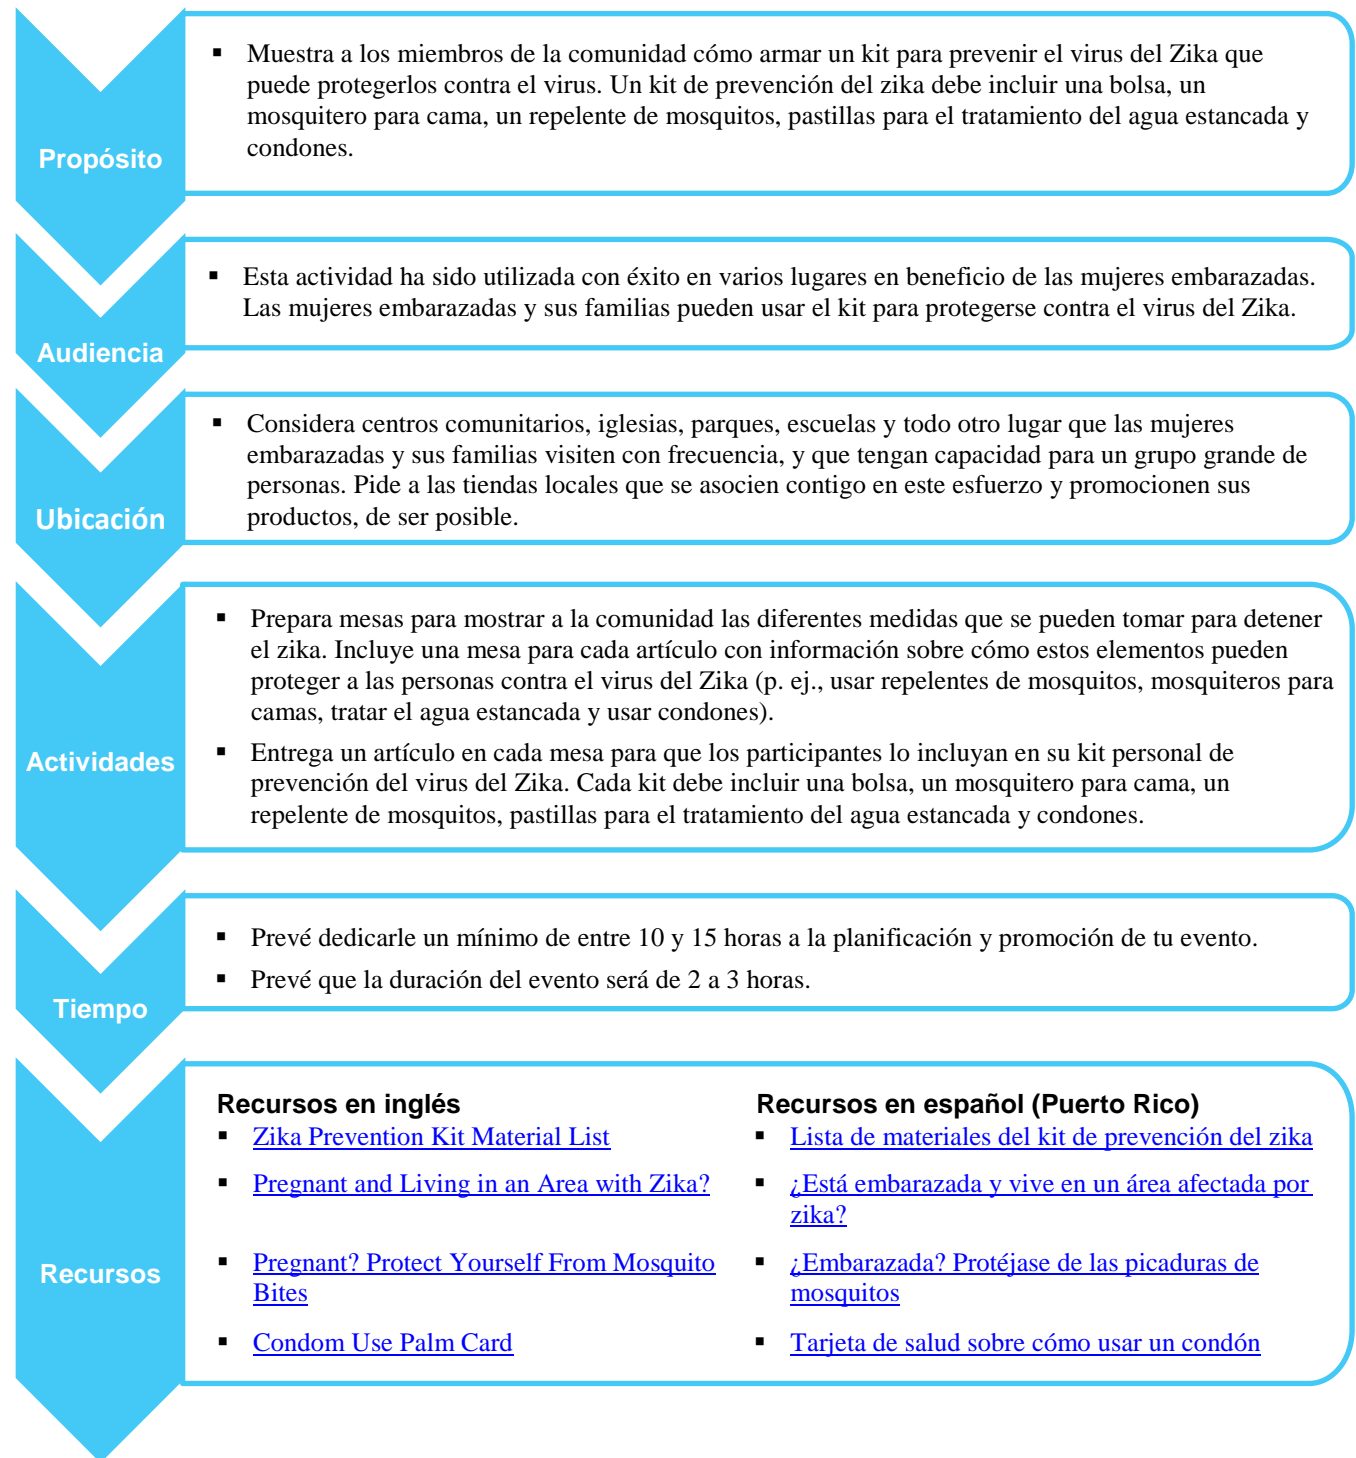 Propósito
▪ Muestra a los miembros de la comunidad cómo armar un kit para prevenir el virus del Zika que
puede protegerlos contra el virus. Un kit de prevención del zika debe incluir una bolsa, un
mosquitero para cama, un repelente de mosquitos, pastillas para el tratamiento del agua estancada y
condones.
Audiencia
▪ Esta actividad ha sido utilizada con éxito en varios lugares en beneficio de las mujeres embarazadas.
Las mujeres embarazadas y sus familias pueden usar el kit para protegerse contra el virus del Zika.
Ubicación
▪ Considera centros comunitarios, iglesias, parques, escuelas y todo otro lugar que las mujeres
embarazadas y sus familias visiten con frecuencia, y que tengan capacidad para un grupo grande de
personas. Pide a las tiendas locales que se asocien contigo en este esfuerzo y promocionen sus
productos, de ser posible.
Actividades
▪ Prepara mesas para mostrar a la comunidad las diferentes medidas que se pueden tomar para detener
el zika. Incluye una mesa para cada artículo con información sobre cómo estos elementos pueden
proteger a las personas contra el virus del Zika (p. ej., usar repelentes de mosquitos, mosquiteros para
camas, tratar el agua estancada y usar condones).
▪ Entrega un artículo en cada mesa para que los participantes lo incluyan en su kit personal de
prevención del virus del Zika. Cada kit debe incluir una bolsa, un mosquitero para cama, un
repelente de mosquitos, pastillas para el tratamiento del agua estancada y condones.
Tiempo
▪ Prevé dedicarle un mínimo de entre 10 y 15 horas a la planificación y promoción de tu evento.
▪ Prevé que la duración del evento será de 2 a 3 horas.
Recursos
Recursos en inglés
▪ Zika Prevention Kit Material List
▪ Pregnant and Living in an Area with Zika?
▪ Pregnant? Protect Yourself From Mosquito
Bites
▪ Condom Use Palm Card
Recursos en español (Puerto Rico)
▪ Lista de materiales del kit de prevención del zika
▪ ¿Está embarazada y vive en un área afectada por
zika?
▪ ¿Embarazada? Protéjase de las picaduras de
mosquitos
▪ Tarjeta de salud sobre cómo usar un condón